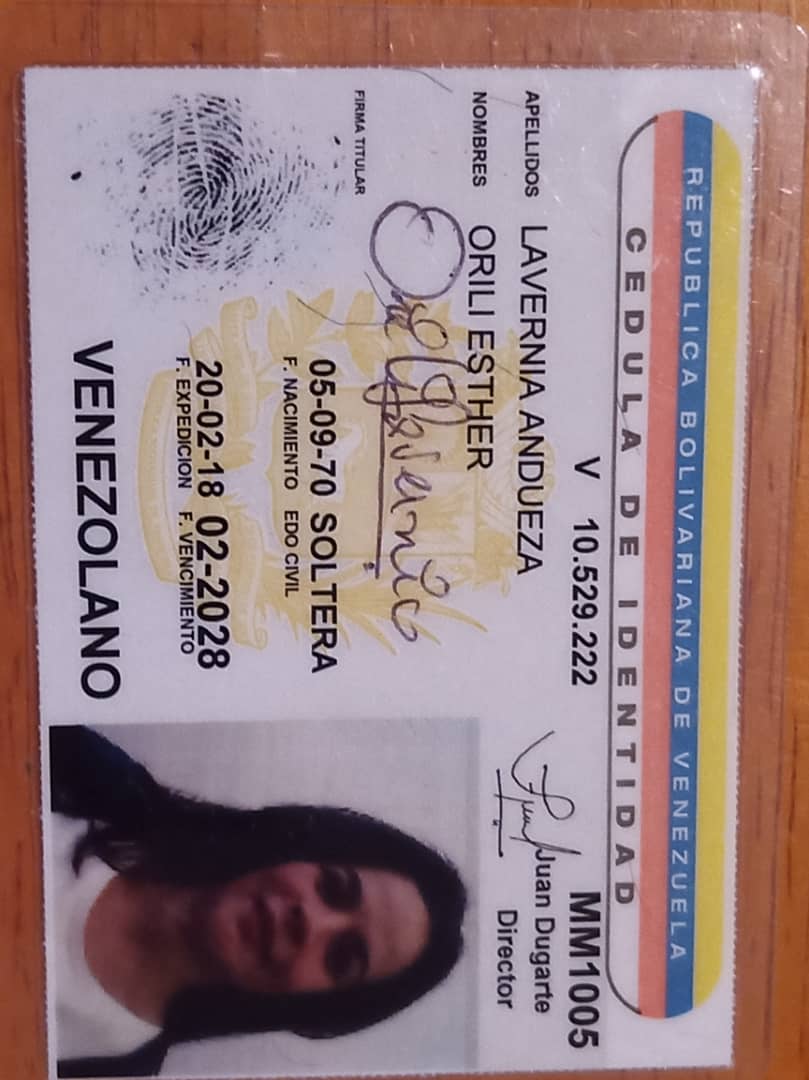 REPUBLICA BOLIVARIANA DE VENEZUELA
CEDULA DE IDENTIDAD
V 10.529.222
MM1005
APELLIDOS LAVERNIA ANDUEZA
Juan Dugarte
Director
NOMBRES ORILI ESTHER
FIRMA TITULAR
05-09-70 SOLTERA
F. NACIMIENTO EDO CIVIL
20-02-18 02-2028
F. EXPEDICION F. VENCIMIENTO
VENEZOLANO